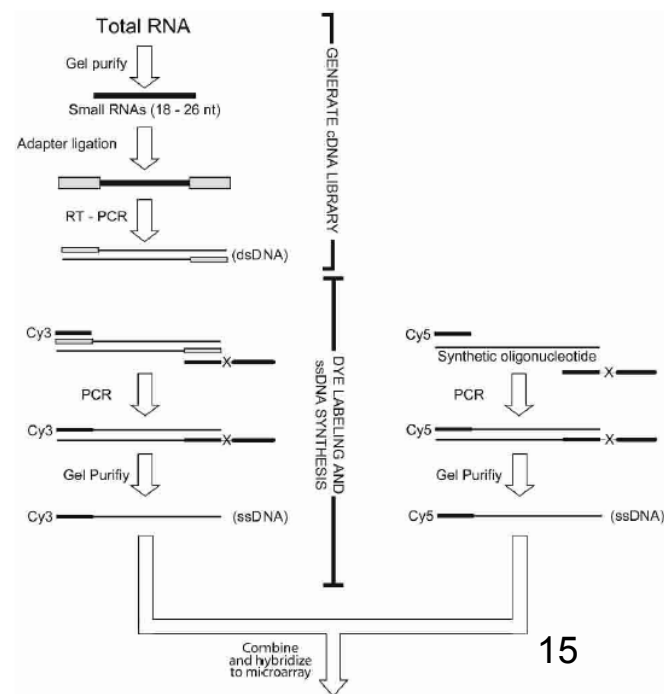 Total RNA
Gel purify
Small RNAs (18 - 26 nt)
Adapter ligation
RT - PCR
(dsDNA)
GENERATE cDNA LIBRARY
Cy3
X
PCR
Cy3
X
Gel Purifiy
Cy3
(ssDNA)
DYE LABELING AND
ssDNA SYNTHESIS
Cy5
Synthetic oligonucleotide
X
PCR
Cy5
X
Gel Purifiy
Cy5
(ssDNA)
Combine
and hybridize
to microarray
15